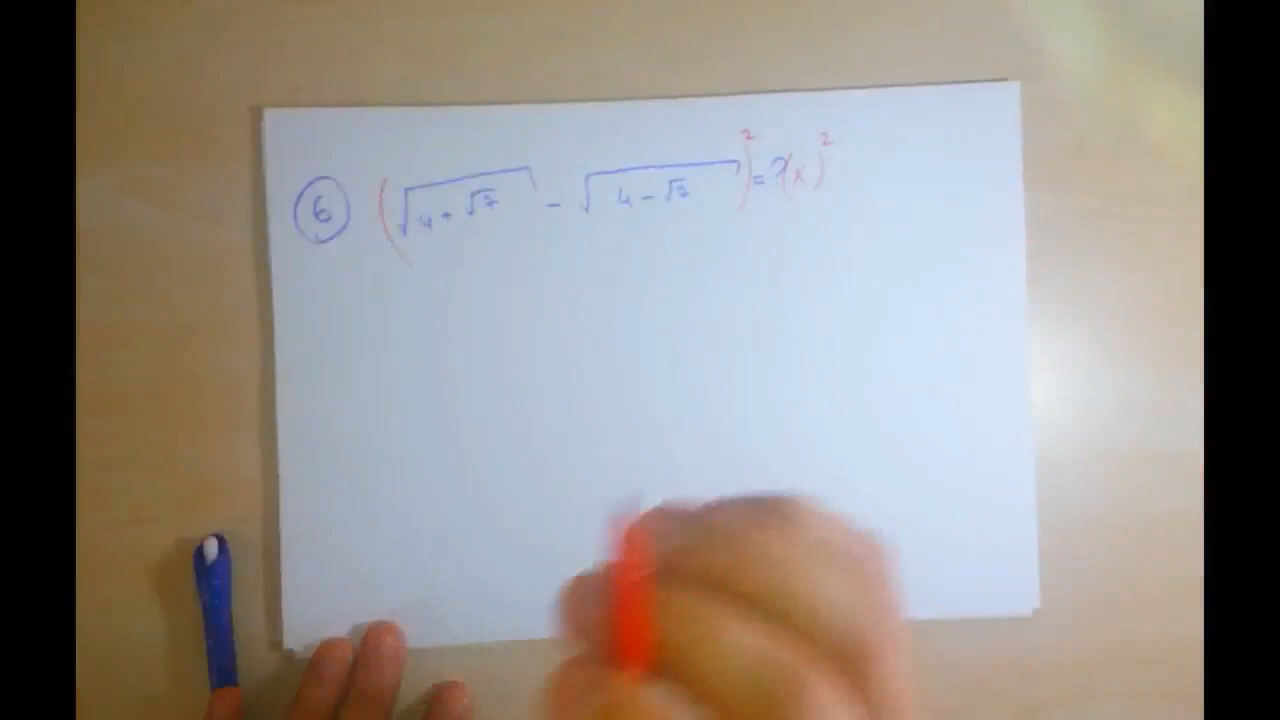 6 (√(4+√7) - √(4-√7))² = ?(x)²